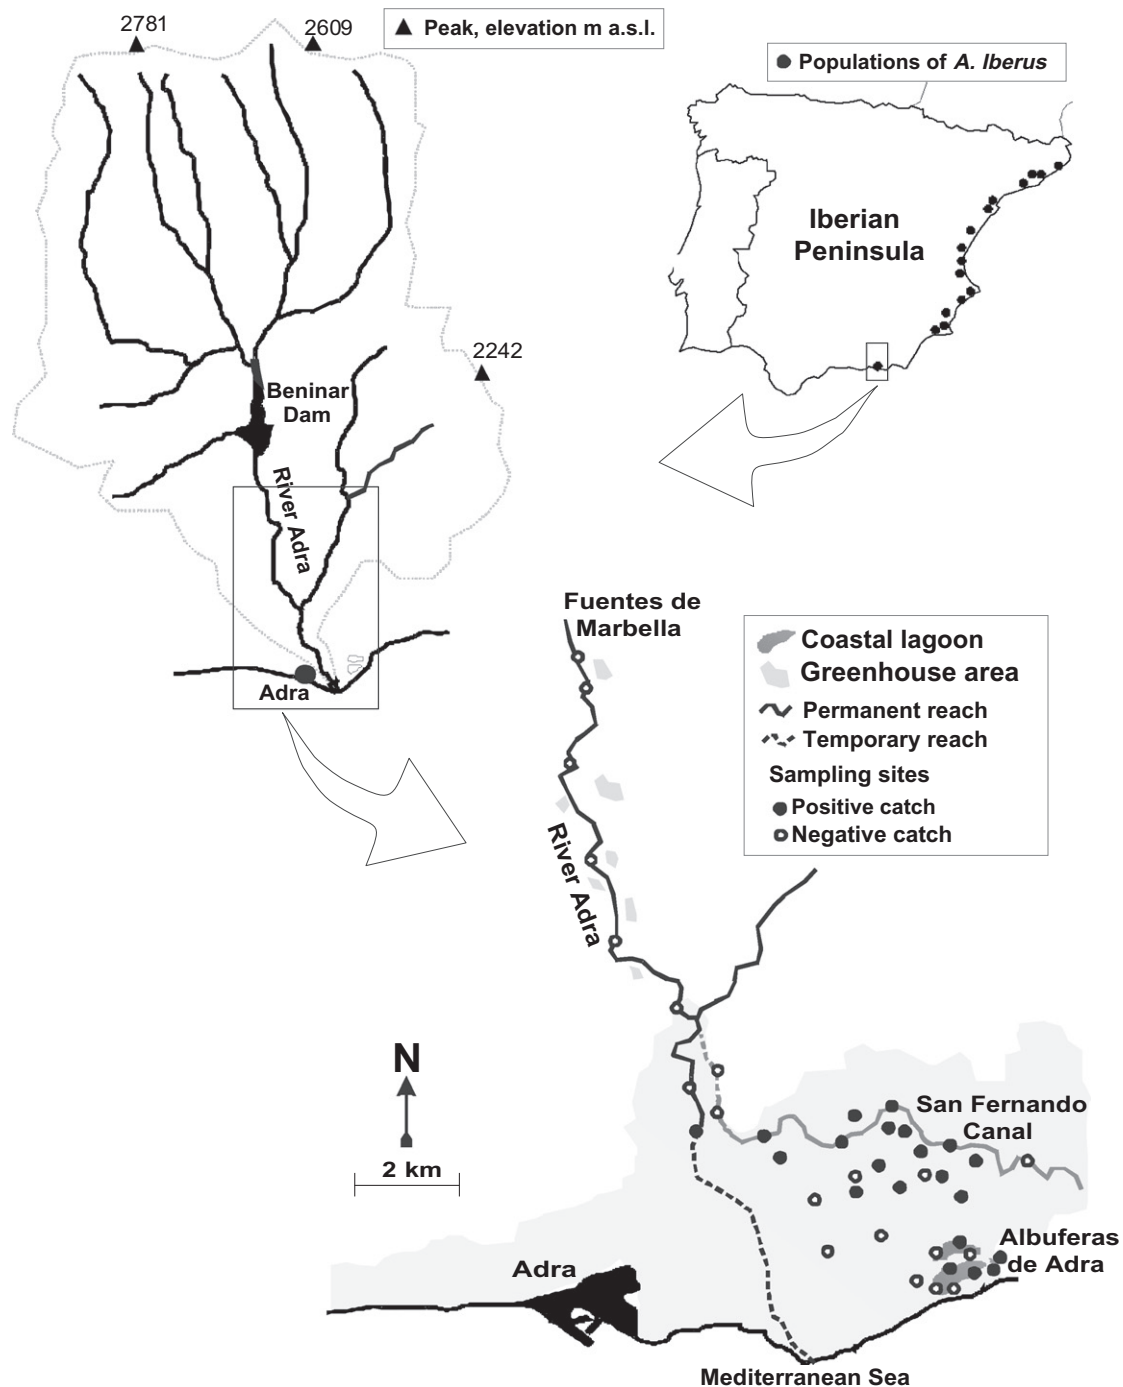 2781
2609
Peak, elevation m a.s.l.
Populations of A. Iberus
Iberian
Peninsula
2242
Beninar
Dam
River Adra
Adra
Fuentes de
Marbella
Coastal lagoon
Greenhouse area
Permanent reach
Temporary reach
Sampling sites
Positive catch
Negative catch
River Adra
N
2 km
San Fernando
Canal
Albuferas
de Adra
Adra
Mediterranean Sea